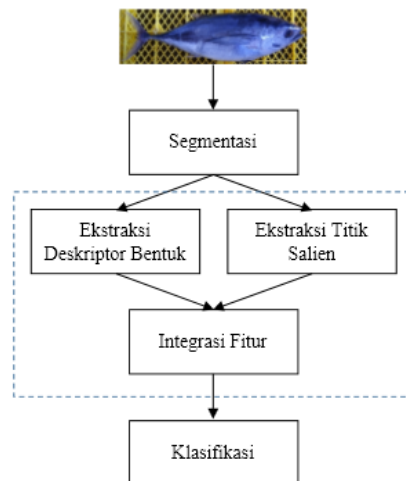 Segmentasi
Ekstraksi
Deskriptor Bentuk
Ekstraksi Titik
Salien
Integrasi Fitur
Klasifikasi